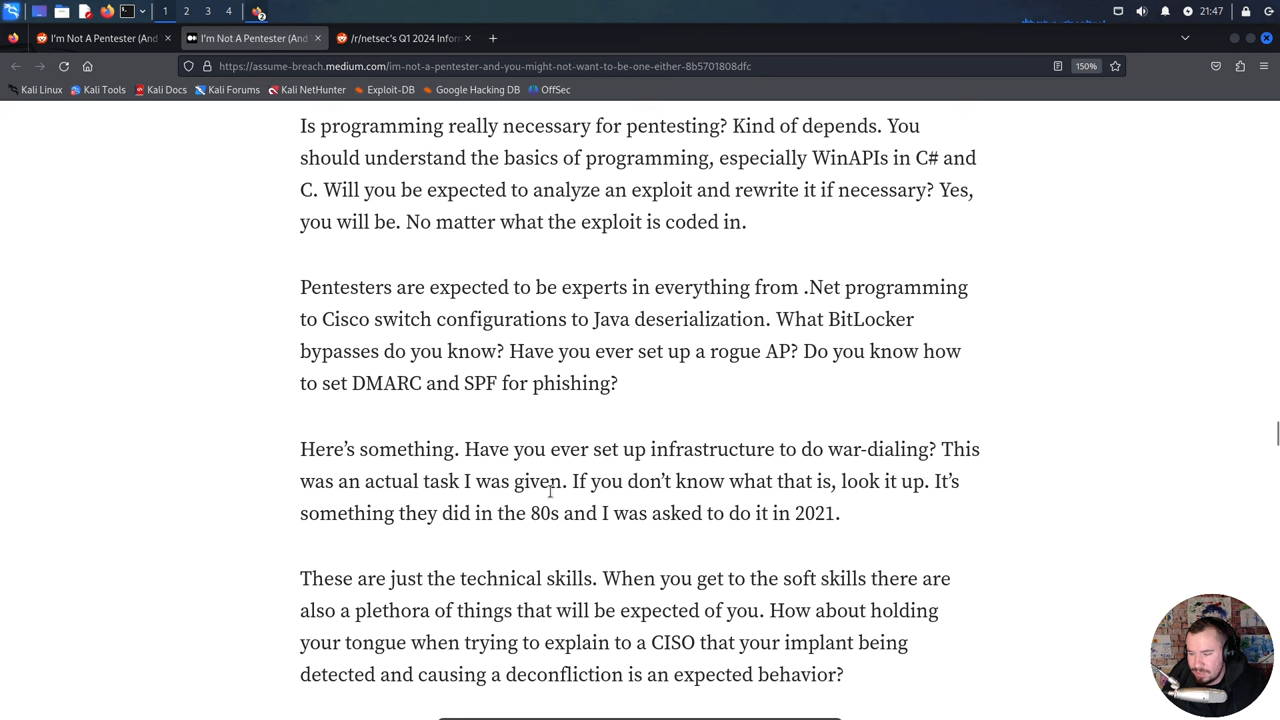 21:47
I'm Not A Pentester (And
I'm Not A Pentester (And
/r/netsec's Q1 2024 Infor
https://assume-breach.medium.com/im-not-a-pentester-and-you-might-not-want-to-be-one-either-8b5701808dfc
150%
Kali Linux
Kali Tools
Kali Docs
Kali Forums
Kali NetHunter
Exploit-DB
Google Hacking DB
OffSec
Is programming really necessary for pentesting? Kind of depends. You
should understand the basics of programming, especially WinAPIs in C# and
C. Will you be expected to analyze an exploit and rewrite it if necessary? Yes,
you will be. No matter what the exploit is coded in.
Pentesters are expected to be experts in everything from .Net programming
to Cisco switch configurations to Java deserialization. What BitLocker
bypasses do you know? Have you ever set up a rogue AP? Do you know how
to set DMARC and SPF for phishing?
Here's something. Have you ever set up infrastructure to do war-dialing? This
was an actual task I was given. If you don't know what that is, look it up. It's
something they did in the 80s and I was asked to do it in 2021.
These are just the technical skills. When you get to the soft skills there are
also a plethora of things that will be expected of you. How about holding
your tongue when trying to explain to a CISO that your implant being
detected and causing a deconfliction is an expected behavior?